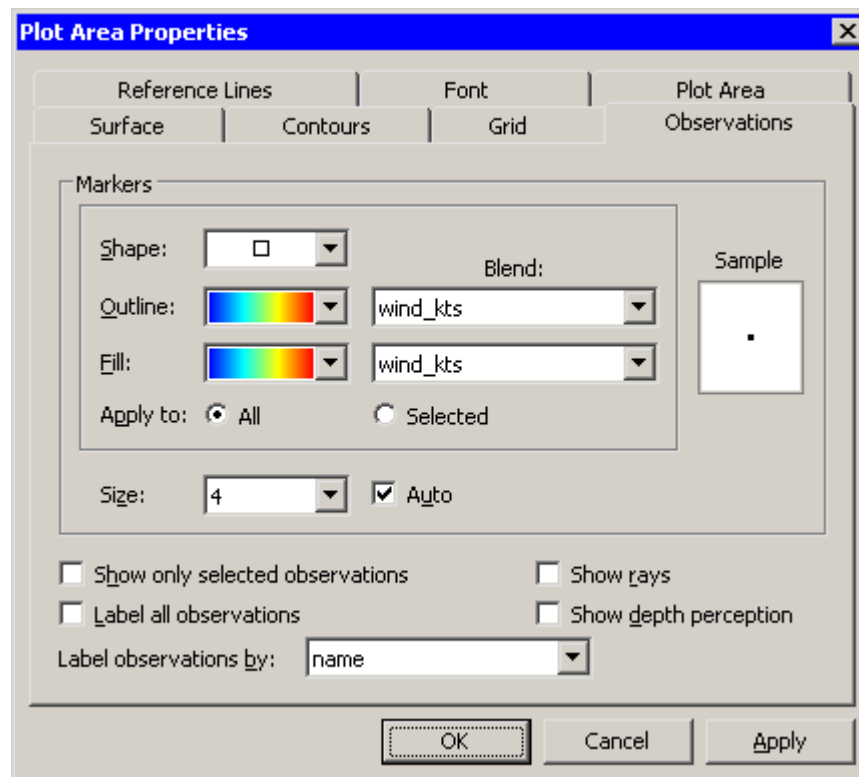 Plot Area Properties
Reference Lines Font Plot Area
Surface Contours Grid Observations
Markers
Shape:
Blend:
Sample
Outline: wind_kts
Fill: wind_kts
Apply to: All Selected
Size: 4 Auto
Show only selected observations Show rays
Label all observations Show depth perception
Label observations by: name
OK Cancel Apply